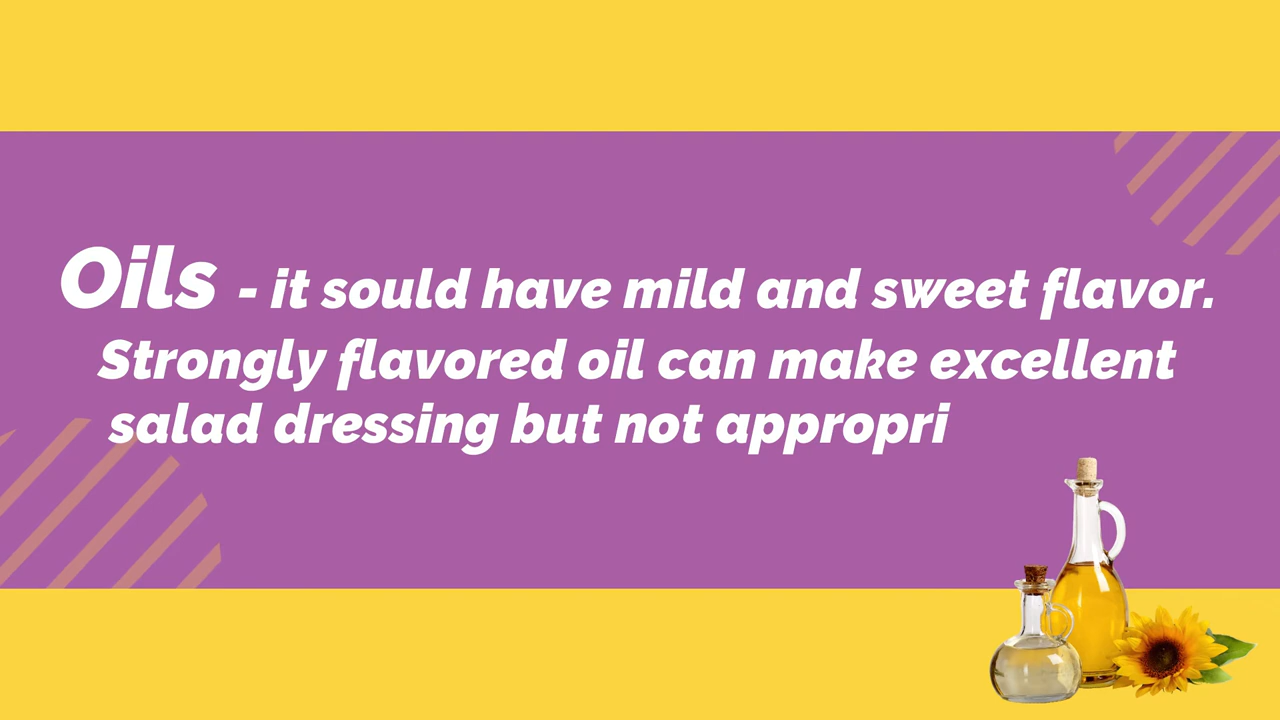 Oils - it sould have mild and sweet flavor.
Strongly flavored oil can make excellent
salad dressing but not appropri